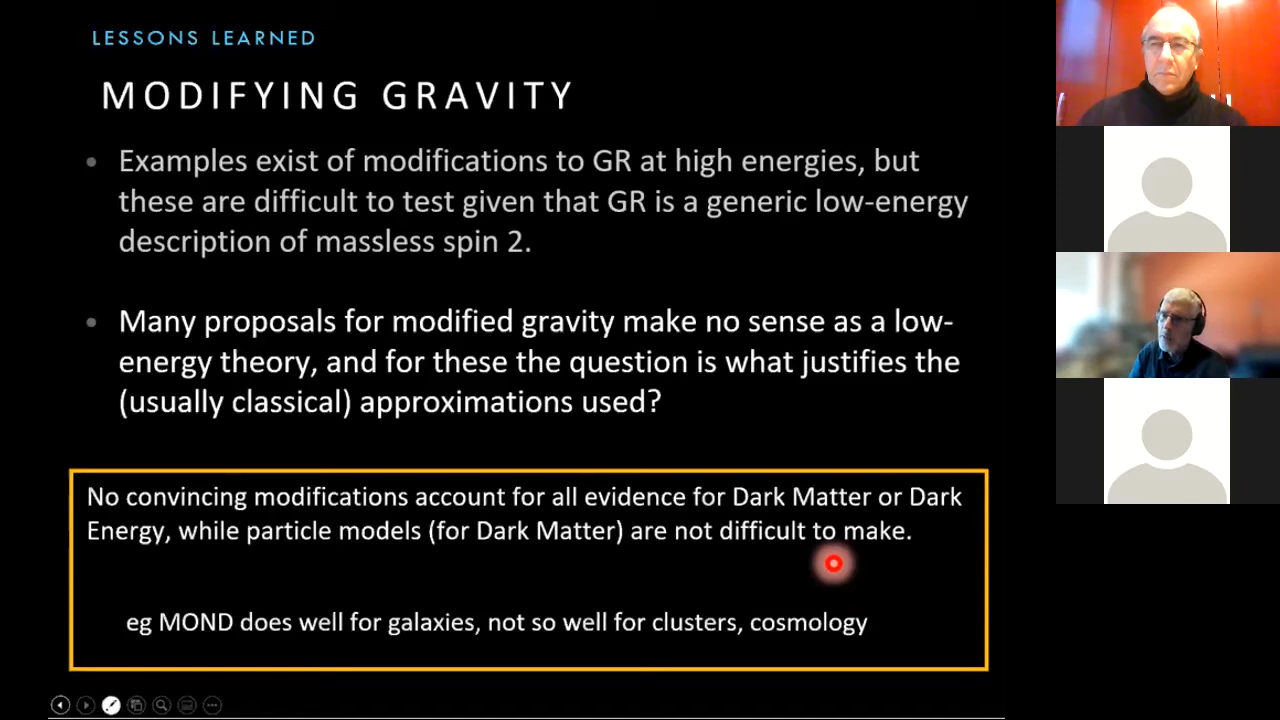 LESSONS LEARNED
MODIFYING GRAVITY
• Examples exist of modifications to GR at high energies, but
these are difficult to test given that GR is a generic low-energy
description of massless spin 2.
• Many proposals for modified gravity make no sense as a low-
energy theory, and for these the question is what justifies the
(usually classical) approximations used?
No convincing modifications account for all evidence for Dark Matter or Dark
Energy, while particle models (for Dark Matter) are not difficult to make.
eg MOND does well for galaxies, not so well for clusters, cosmology